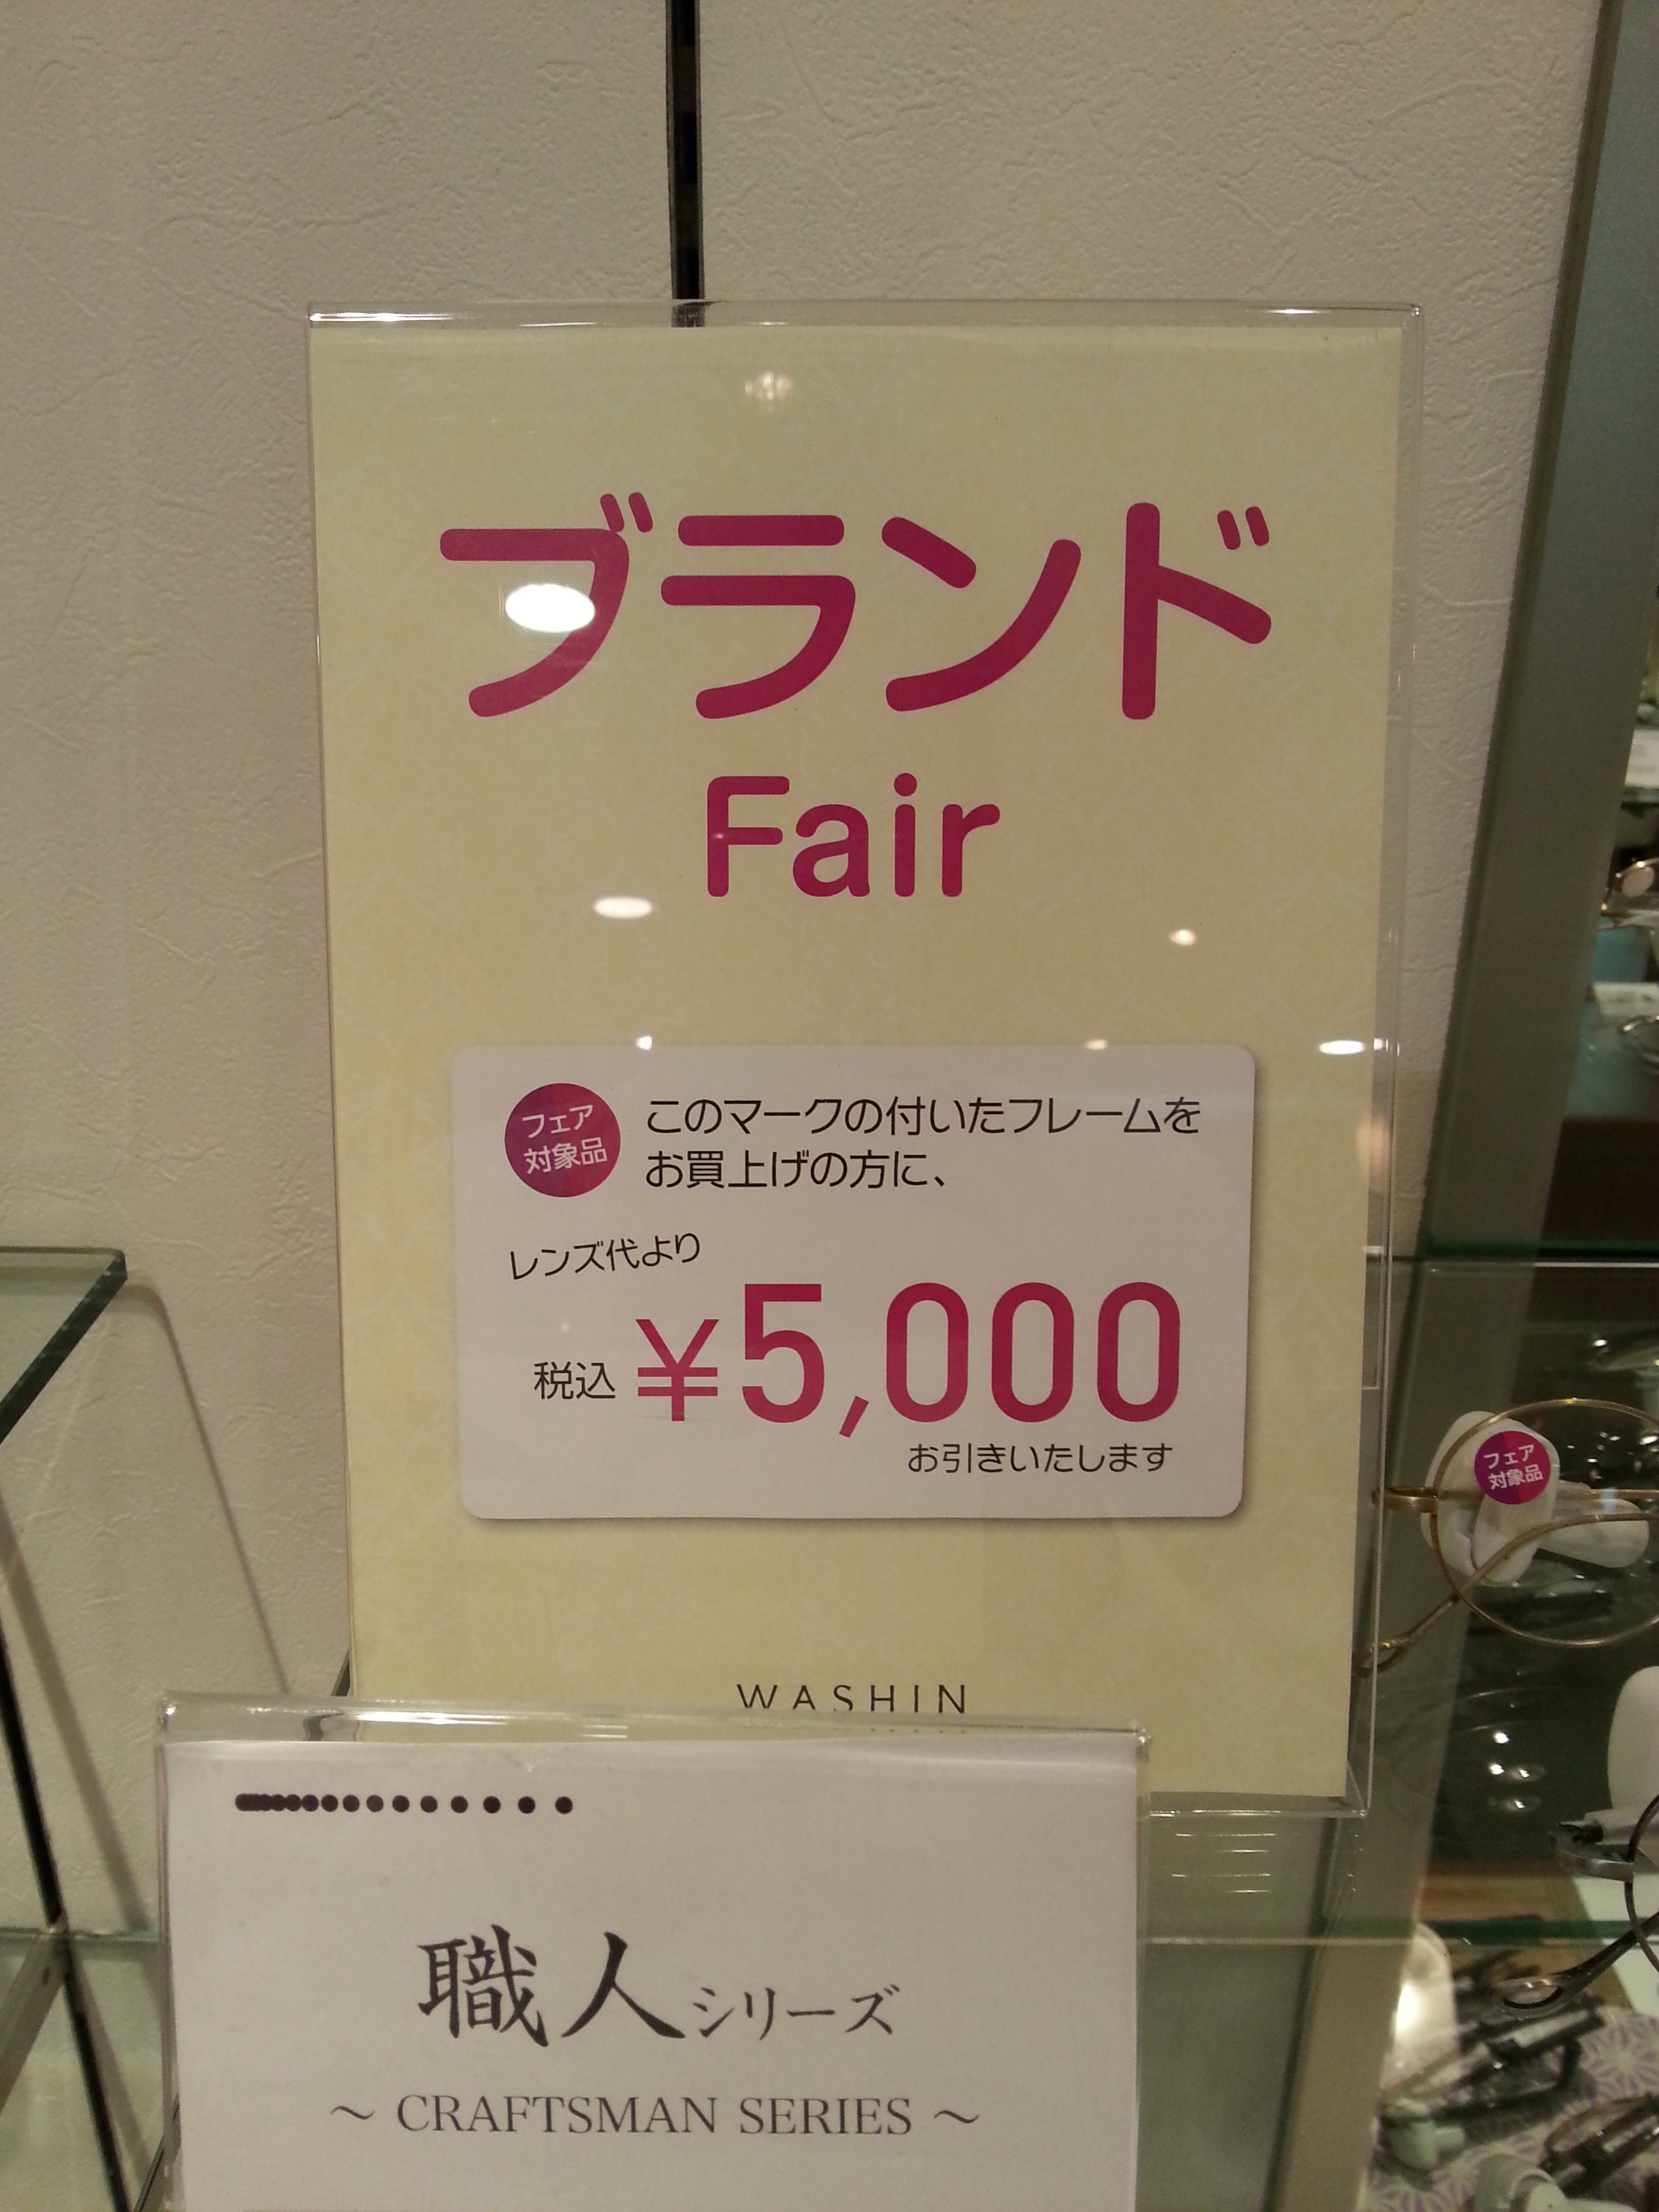 ブランド
Fair
フェア
対象品
このマークの付いたフレームを
お買上げの方に、
レンズ代より
税込 ¥5,000
お引きいたします
WASHIN
フェア
対象品
職人シリーズ
～ CRAFTSMAN SERIES ～